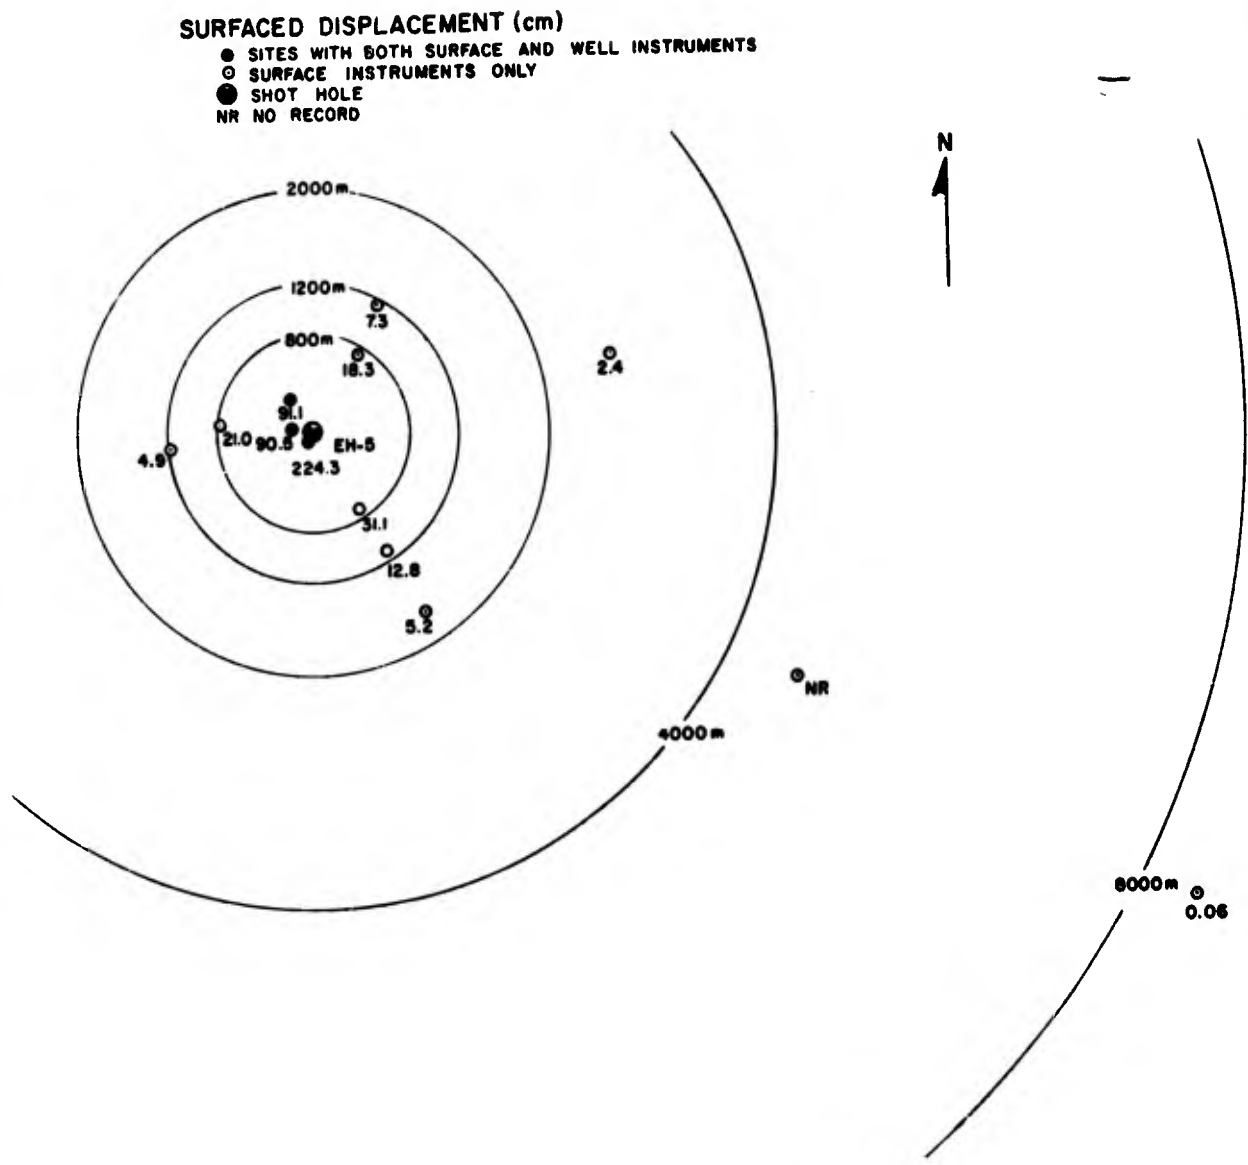 SURFACED DISPLACEMENT (cm)
SITES WITH BOTH SURFACE AND WELL INSTRUMENTS
SURFACE INSTRUMENTS ONLY
SHOT HOLE
NR NO RECORD
N
2000m
1200m
7.3
800m
18.3
2.4
91.1
21.0
90.5
EH-5
4.9
224.3
31.1
12.8
5.2
NR
4000m
8000m
0.06